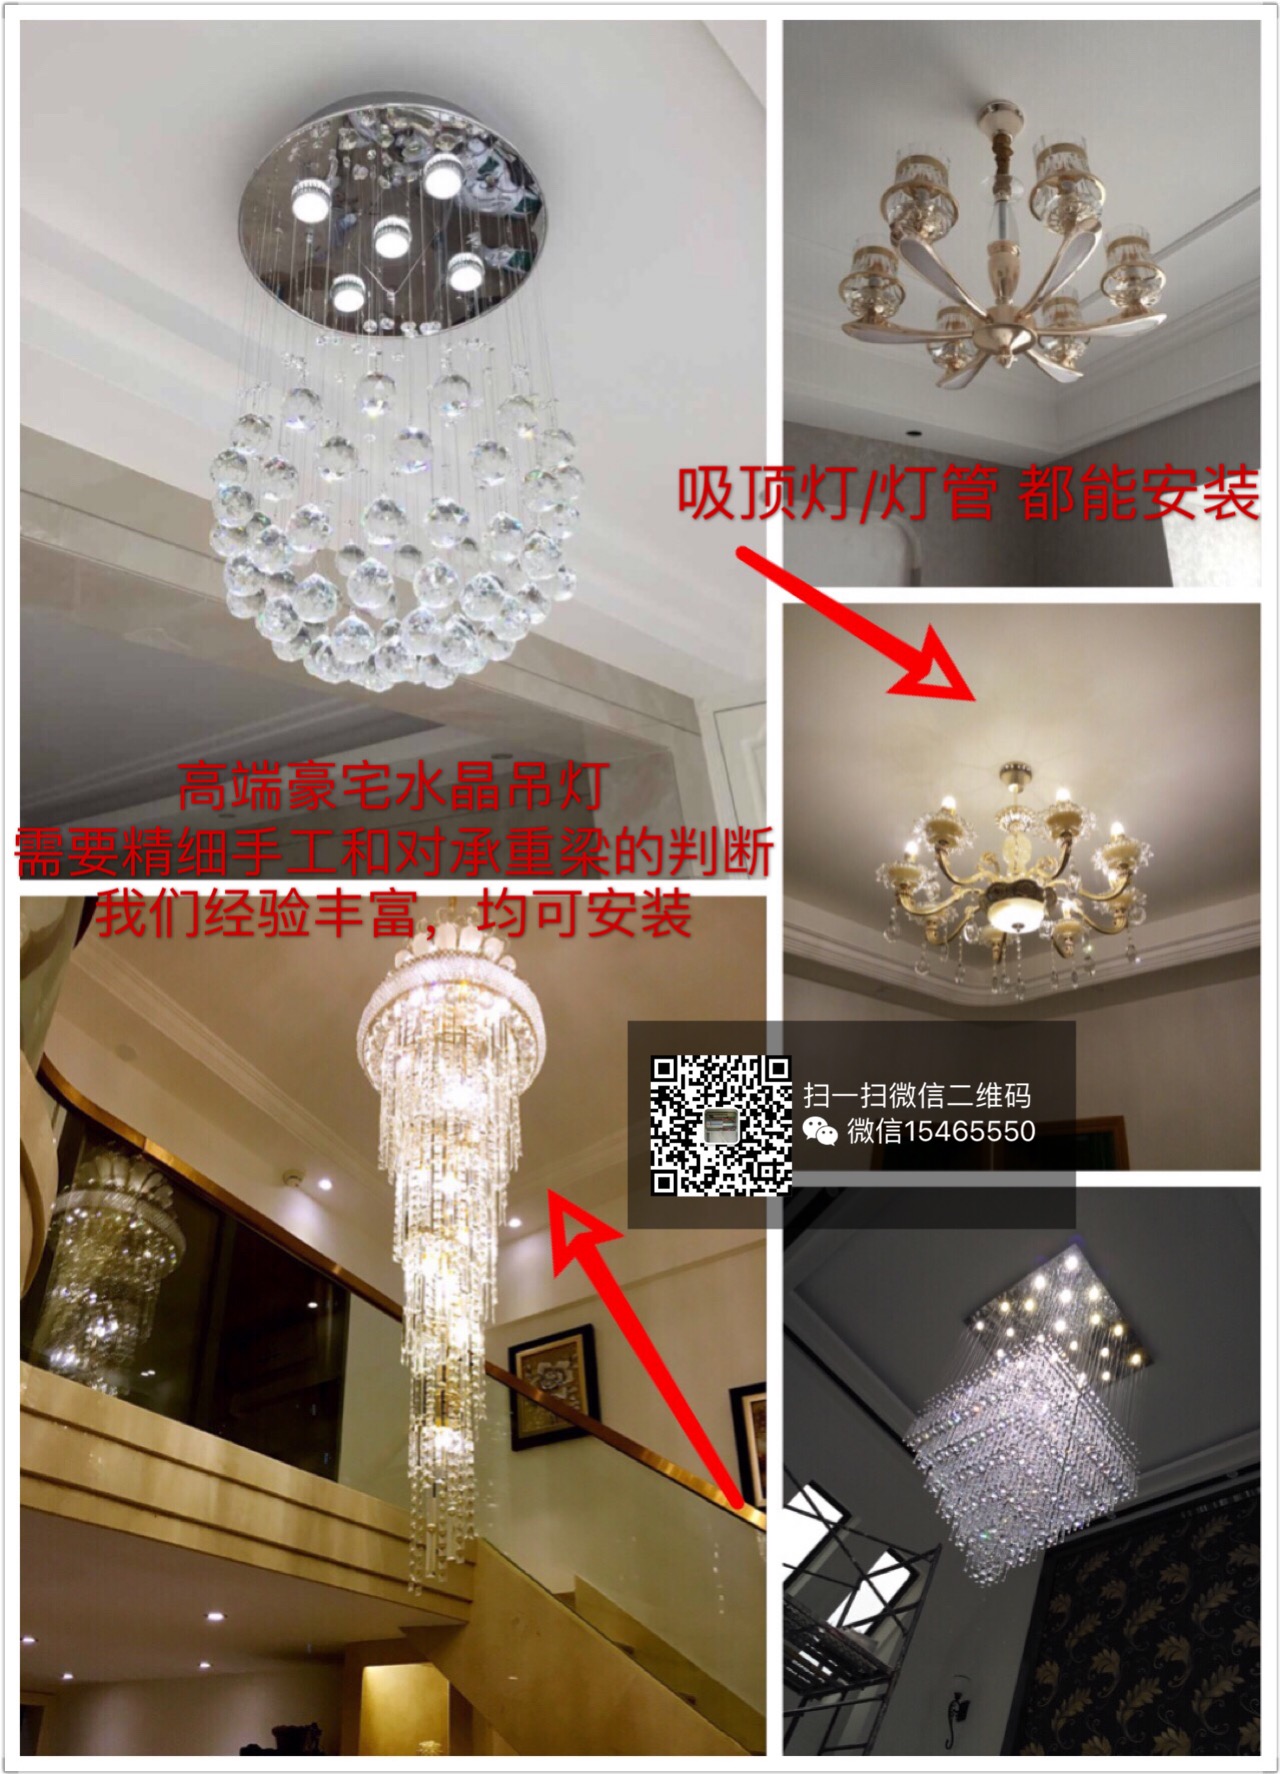 吸顶灯/灯管 都能安装
高端豪宅水晶吊灯
需要精细手工和对承重梁的判断
我们经验丰富，均可安装
扫一扫微信二维码
微信15465550